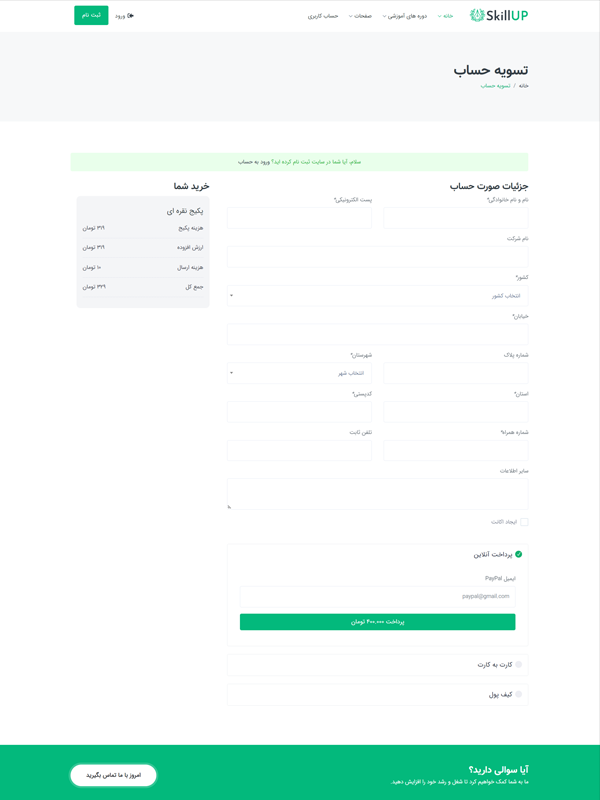 SkillUP
خانه
دوره های آموزشی
صفحات
حساب کاربری
ورود
ثبت نام
تسویه حساب
خانه / تسویه حساب
سلام، آیا شما در سایت ثبت نام کرده اید؟ ورود به حساب
جزئیات صورت حساب
نام و نام خانوادگی*
پست الکترونیکی*
نام شرکت
کشور*
انتخاب کشور
خیابان*
شماره پلاک
شهرستان*
انتخاب شهر
استان*
کدپستی*
شماره همراه*
تلفن ثابت
سایر اطلاعات
ایجاد اکانت
پرداخت آنلاین
ایمیل PayPal
paypal@gmail.com
پرداخت ۴۰۰.۰۰۰ تومان
کارت به کارت
کیف پول
خرید شما
پکیج نقره ای
هزینه پکیج ۳۱۹ تومان
ارزش افزوده ۳۱۹ تومان
هزینه ارسال ۱۰ تومان
جمع کل ۳۲۹ تومان
آیا سوالی دارید؟
ما به شما کمک خواهیم کرد تا شغل و رشد خود را افزایش دهید.
امروز با ما تماس بگیرید